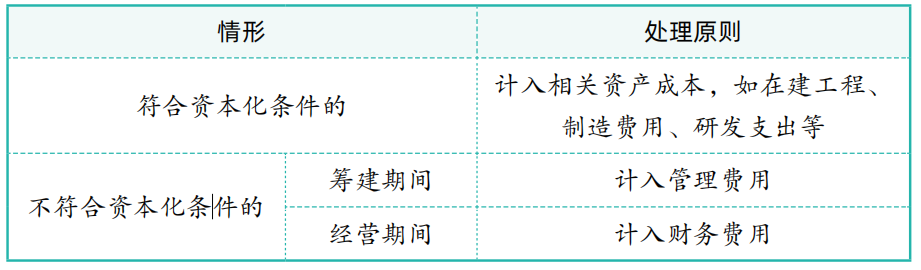 情形
处理原则
符合资本化条件的
计入相关资产成本，如在建工程、
制造费用、研发支出等
不符合资本化条件的
筹建期间
计入管理费用
经营期间
计入财务费用